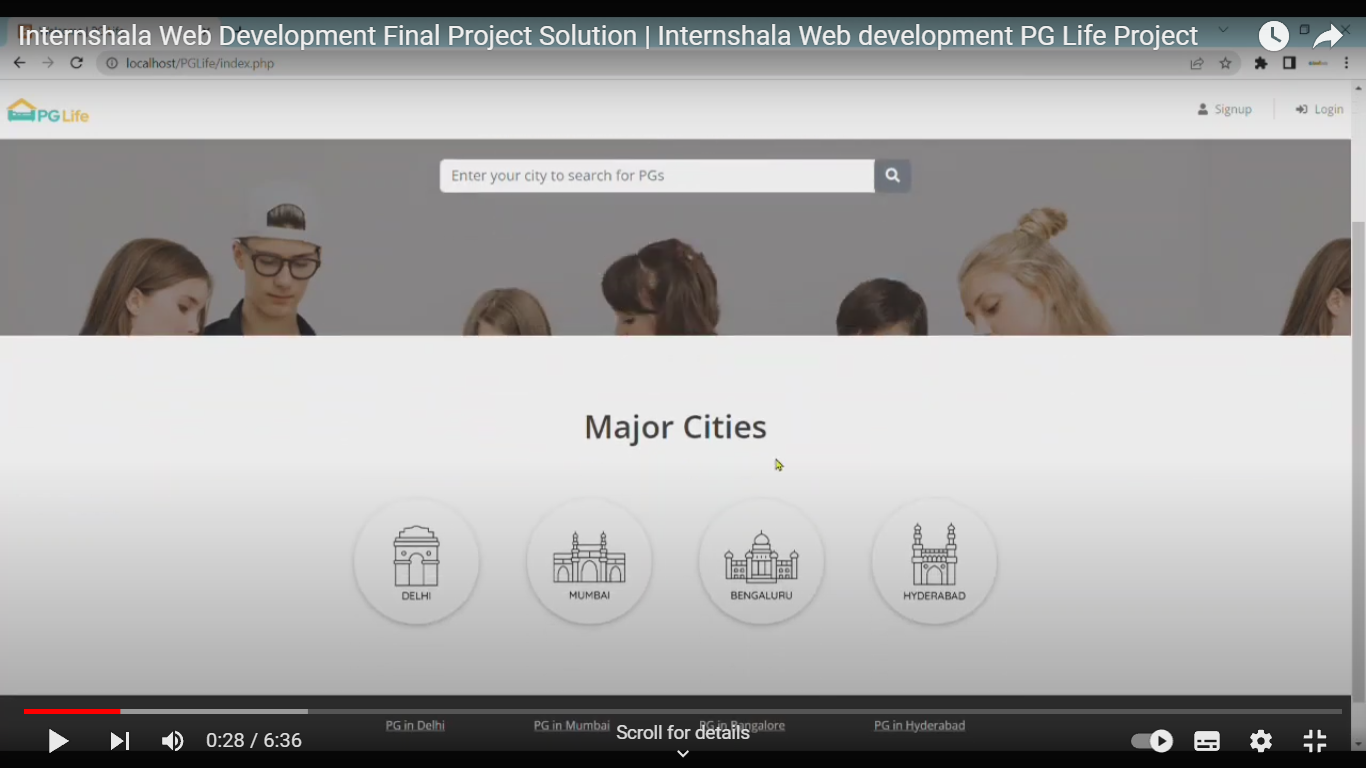 Internshala Web Development Final Project Solution | Internshala Web development PG Life Project
localhost/PGLife/index.php
PG Life
Signup
Login
Enter your city to search for PGs
Major Cities
DELHI
MUMBAI
BENGALURU
HYDERABAD
PG in Delhi
PG in Mumbai
PG in Bangalore
PG in Hyderabad
Scroll for details
0:28 / 6:36